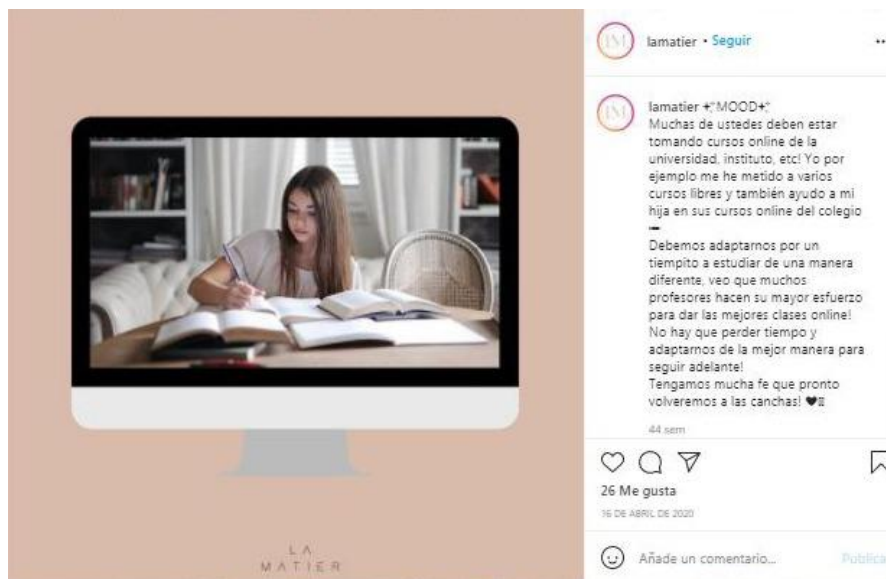 lamatier • Seguir
lamatier MOOD
Muchas de ustedes deben estar
tomando cursos online de la
universidad, instituto, etc! Yo por
ejemplo me he metido a varios
cursos libres y también ayudo a mi
hija en sus cursos online del colegio
Debemos adaptarnos por un
tiempito a estudiar de una manera
diferente, veo que muchos
profesores hacen su mayor esfuerzo
para dar las mejores clases online!
No hay que perder tiempo y
adaptarnos de la mejor manera para
seguir adelante!
Tengamos mucha fe que pronto
volveremos a las canchas! ♥
44 sem
26 Me gusta
16 DE ABRIL DE 2020
Añade un comentario...
Publica
LA
MATIER